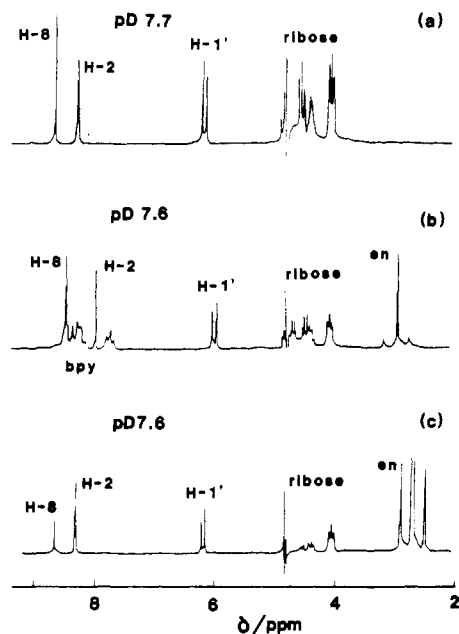 pD 7.7 (a)
H-8
H-2
H-1'
ribose
pD 7.6 (b)
H-8
H-2
H-1'
ribose
en
bpy
pD7.6 (c)
H-8
H-2
H-1'
ribose
en
8 6 4 2
δ/ppm